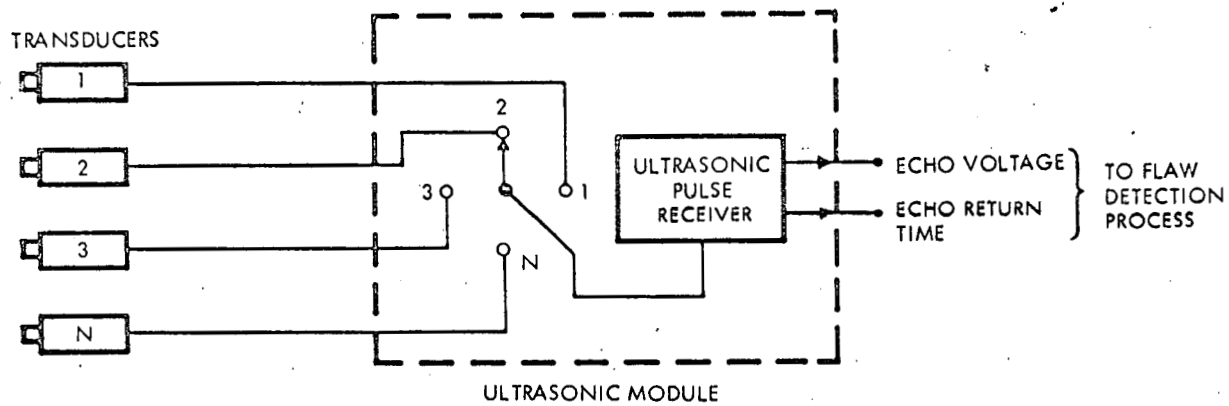 TRANSDUCERS
1
2
3
N
2
3
1
N
ULTRASONIC
PULSE
RECEIVER
ECHO VOLTAGE
ECHO RETURN
TIME
TO FLAW
DETECTION
PROCESS
ULTRASONIC MODULE